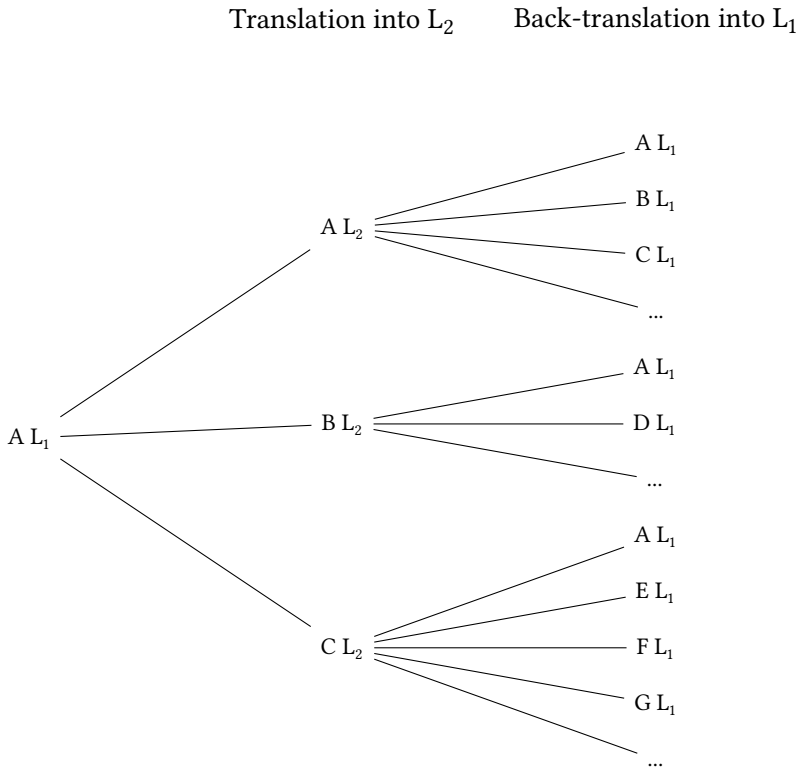 Translation into L₂ Back-translation into L₁
A L₁
B L₁
A L₂
C L₁
...
A L₁
B L₂
D L₁
A L₁
...
A L₁
E L₁
C L₂
F L₁
G L₁
...